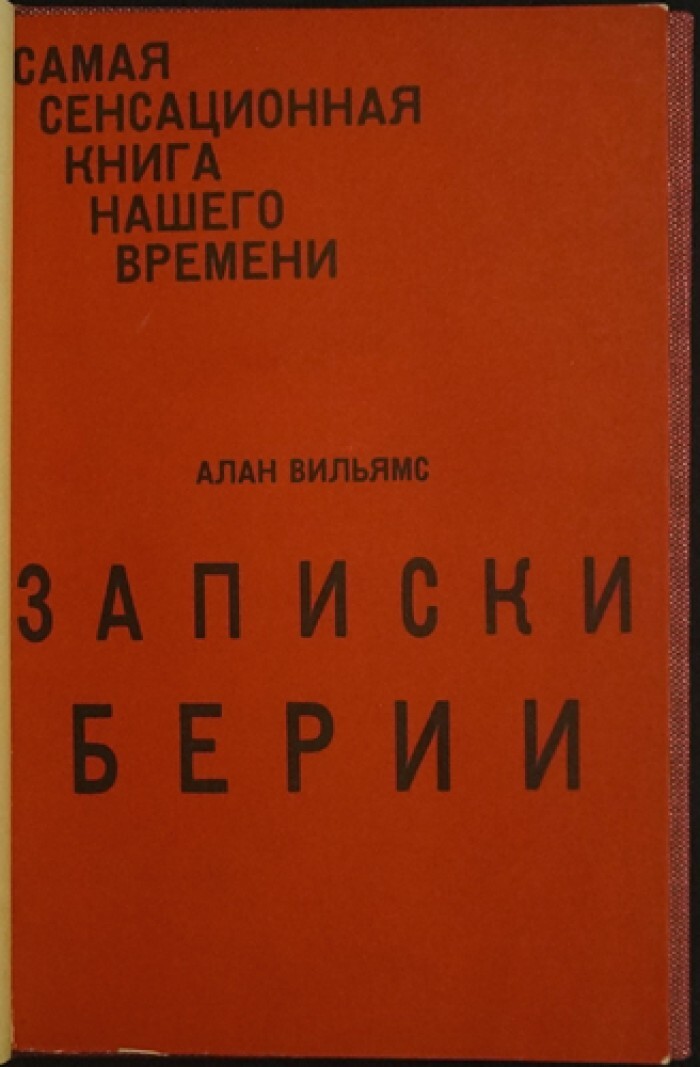 САМАЯ
СЕНСАЦИОННАЯ
КНИГА
НАШЕГО
ВРЕМЕНИ
АЛАН ВИЛЬЯМС
ЗАПИСКИ
БЕРИИ